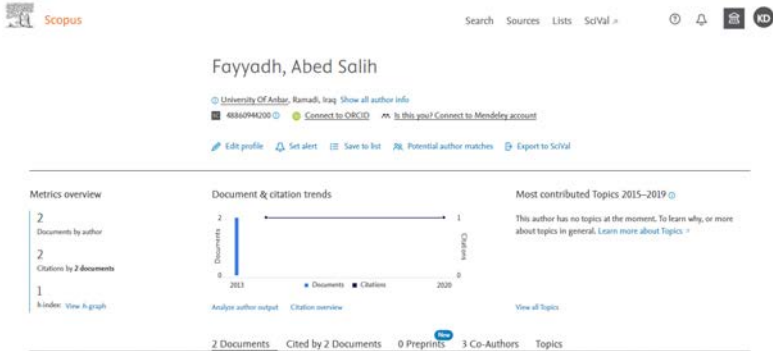 Scopus
Search Sources Lists SciVal ↗
KD
Fayyadh, Abed Salih
University Of Anbar, Ramadi, Iraq Show all author info
48860944200 Connect to ORCID Is this you? Connect to Mendeley account
Edit profile Set alert Save to list Potential author matches Export to SciVal
Metrics overview
2
Documents by author
2
Citations by 2 documents
1
h-index: View h-graph
Document & citation trends
2
1
Documents
Citations
0
0
2013
2020
Documents Citations
Analyze author output Citation overview
Most contributed Topics 2015–2019
This author has no topics at the moment. To learn why, or more
about topics in general. Learn more about Topics ↗
View all Topics
New
2 Documents Cited by 2 Documents 0 Preprints 3 Co-Authors Topics